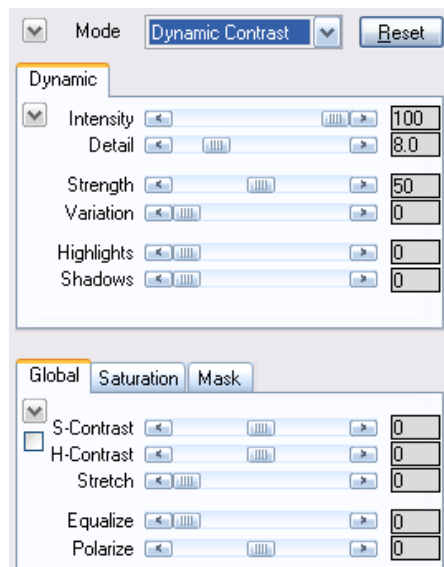 Mode Dynamic Contrast Reset
Dynamic
Intensity 100
Detail 8.0
Strength 50
Variation 0
Highlights 0
Shadows 0
Global Saturation Mask
S-Contrast 0
H-Contrast 0
Stretch 0
Equalize 0
Polarize 0